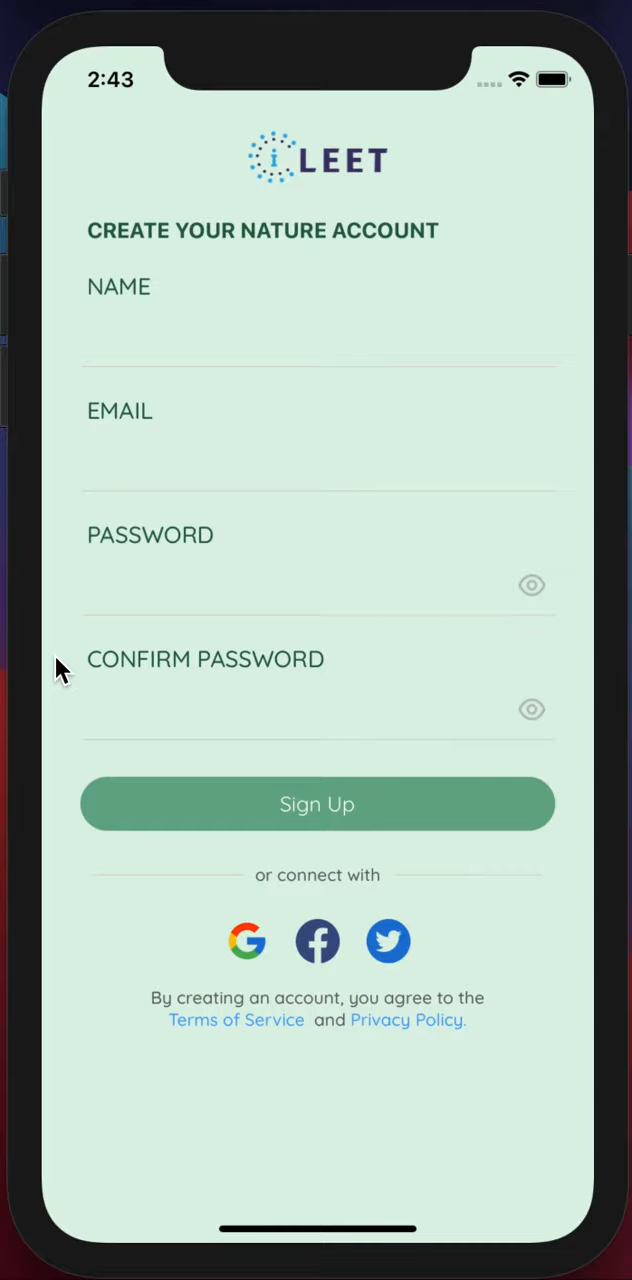 2:43
i LEET
CREATE YOUR NATURE ACCOUNT
NAME
EMAIL
PASSWORD
CONFIRM PASSWORD
Sign Up
or connect with
By creating an account, you agree to the
Terms of Service and Privacy Policy.